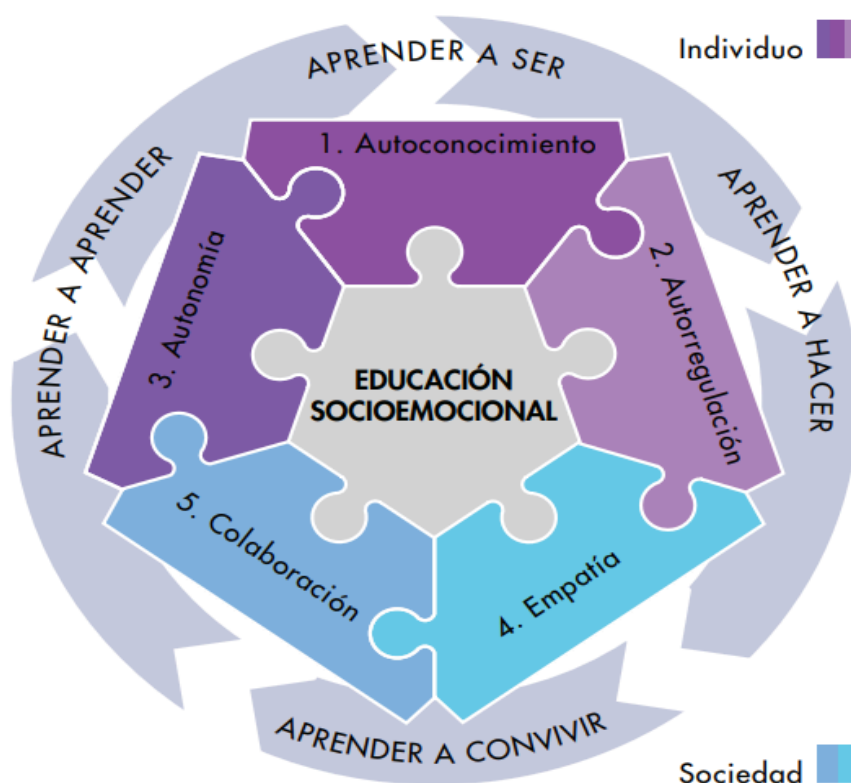 Individuo
APRENDER A SER
APRENDER A HACER
APRENDER A CONVIVIR
APRENDER A APRENDER
1. Autoconocimiento
2. Autorregulación
3. Autonomía
4. Empatía
5. Colaboración
EDUCACIÓN
SOCIOEMOCIONAL
Sociedad